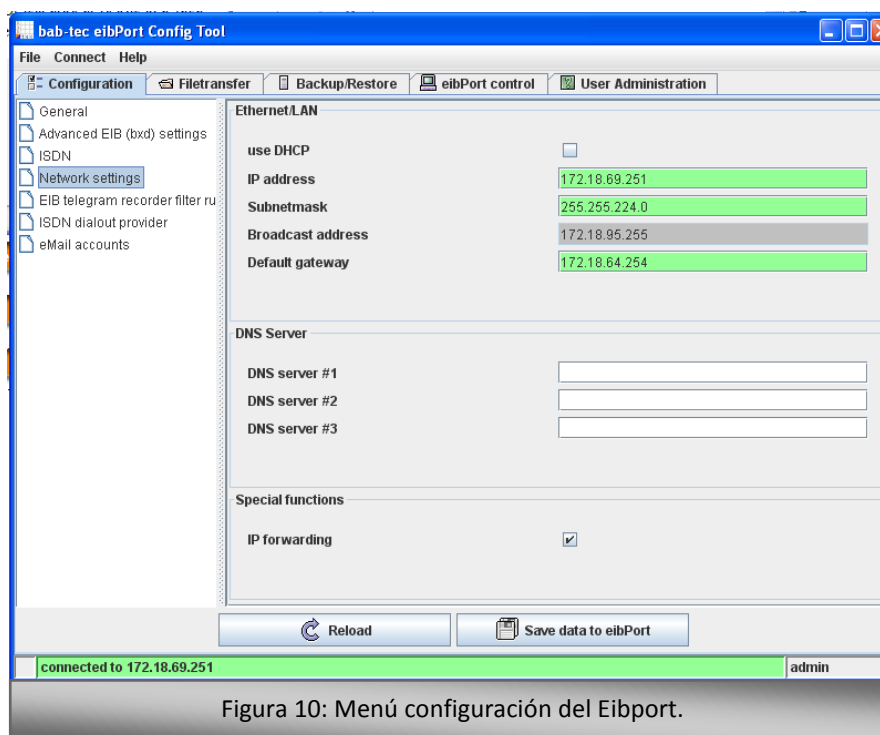 bab-tec eibPort Config Tool
File Connect Help
Configuration Filetransfer Backup/Restore eibPort control User Administration
General
Advanced EIB (bxd) settings
ISDN
Network settings
EIB telegram recorder filter ru
ISDN dialout provider
eMail accounts
Ethernet/LAN
use DHCP
IP address 172.18.69.251
Subnetmask 255.255.224.0
Broadcast address 172.18.95.255
Default gateway 172.18.64.254
DNS Server
DNS server #1
DNS server #2
DNS server #3
Special functions
IP forwarding
Reload Save data to eibPort
connected to 172.18.69.251 admin
Figura 10: Menú configuración del Eibport.